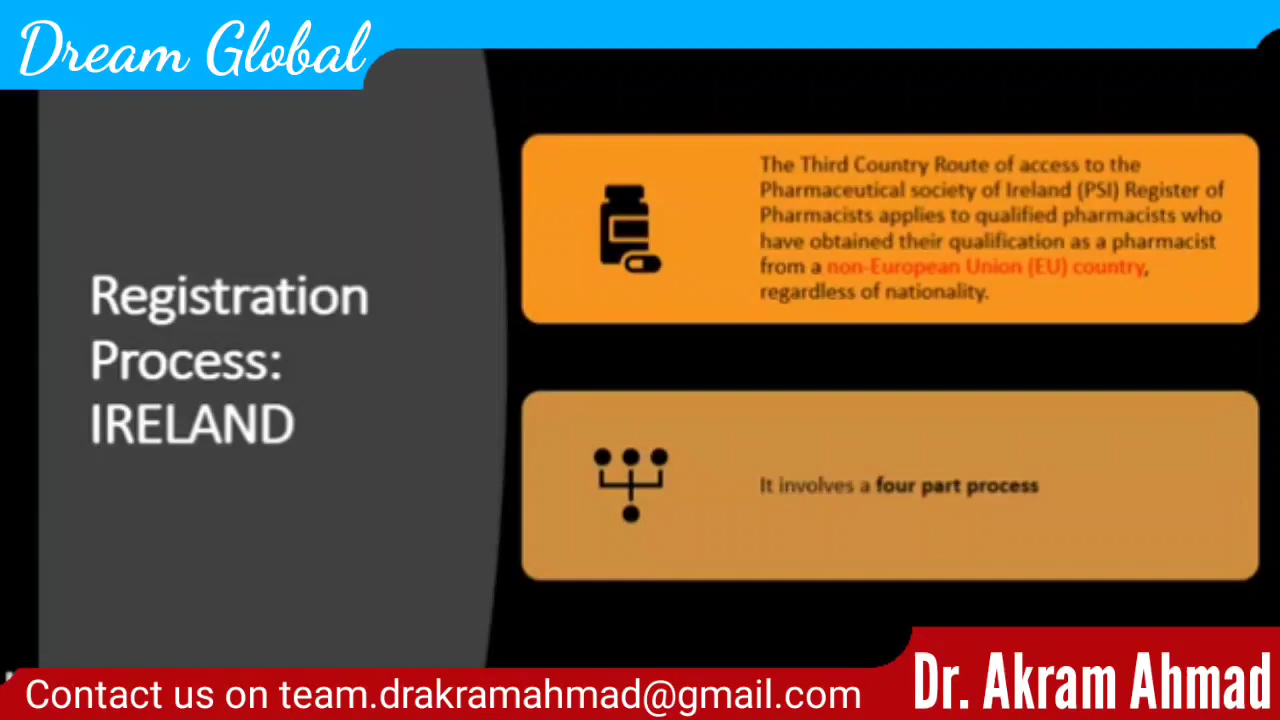 Dream Global
Registration
Process:
IRELAND
The Third Country Route of access to the
Pharmaceutical society of Ireland (PSI) Register of
Pharmacists applies to qualified pharmacists who
have obtained their qualification as a pharmacist
from a non-European Union (EU) country,
regardless of nationality.
It involves a four part process
Contact us on team.drakramahmad@gmail.com
Dr. Akram Ahmad